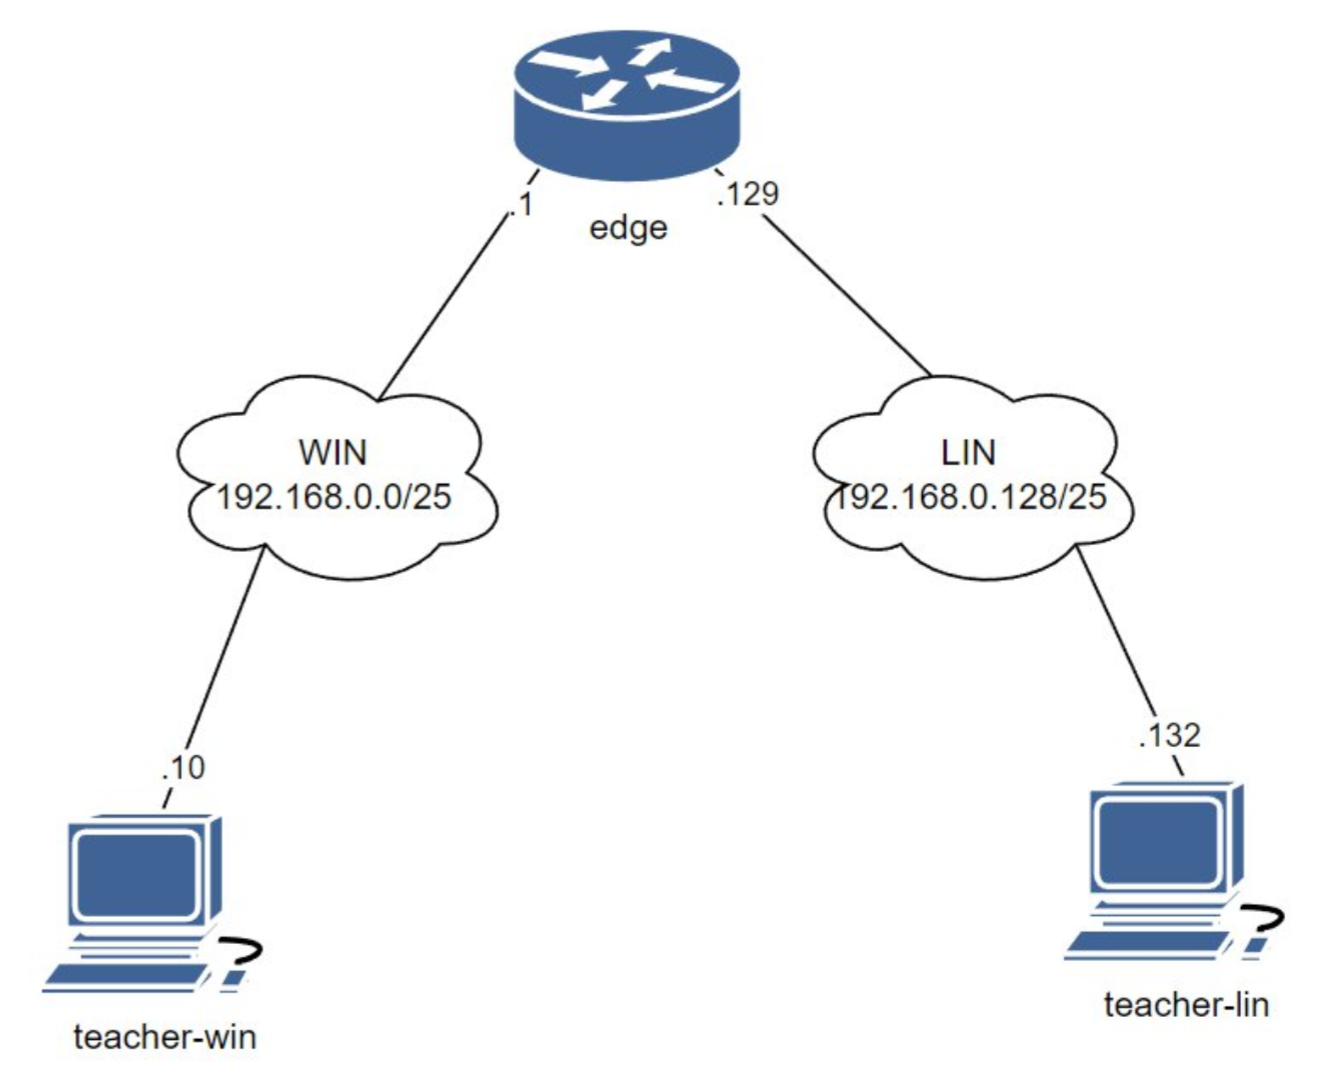 .1
.129
edge
WIN
192.168.0.0/25
LIN
192.168.0.128/25
.10
.132
teacher-win
teacher-lin